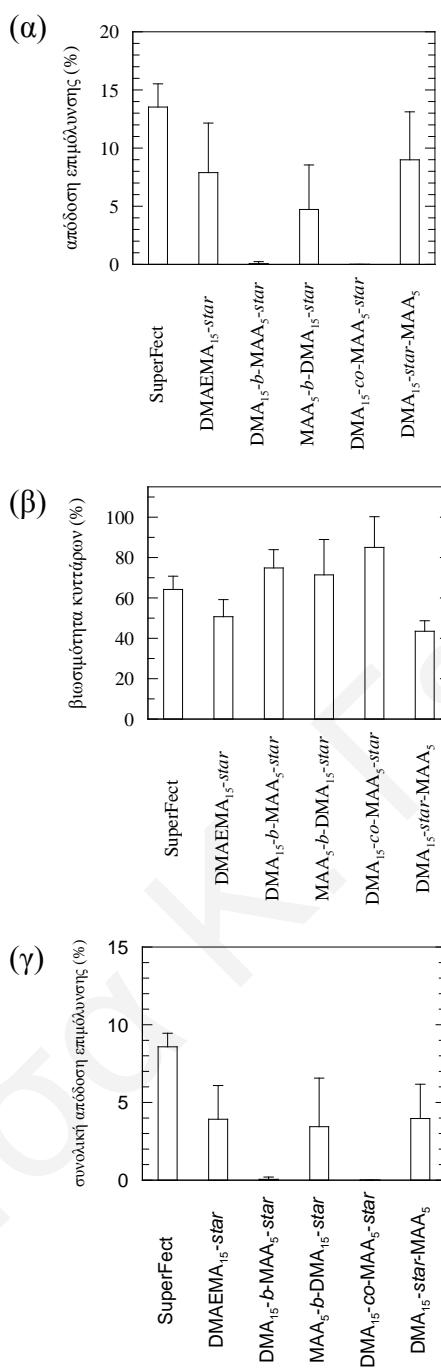 (α)
απόδοση επιμόλυνσης (%)
20
15
10
5
0
SuperFect
DMAEMA₁₅-star
DMA₁₅-b-MAA₅-star
MAA₅-b-DMA₁₅-star
DMA₁₅-co-MAA₅-star
DMA₁₅-star-MAA₅
(β)
βιωσιμότητα κυττάρων (%)
100
80
60
40
20
0
SuperFect
DMAEMA₁₅-star
DMA₁₅-b-MAA₅-star
MAA₅-b-DMA₁₅-star
DMA₁₅-co-MAA₅-star
DMA₁₅-star-MAA₅
(γ)
συνολική απόδοση επιμόλυνσης (%)
15
10
5
0
SuperFect
DMAEMA₁₅-star
DMA₁₅-b-MAA₅-star
MAA₅-b-DMA₁₅-star
DMA₁₅-co-MAA₅-star
DMA₁₅-star-MAA₅